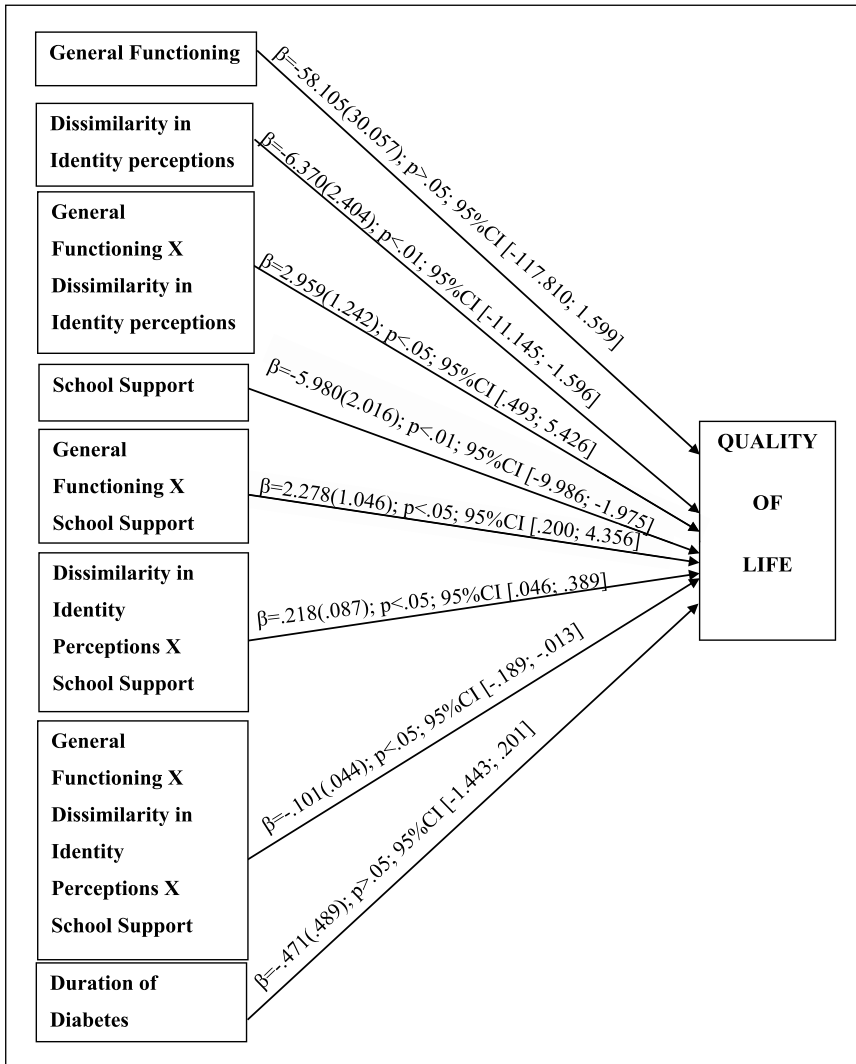 General Functioning
β=-58.105(30.057); p>.05; 95%CI [-117.810; 1.599]
Dissimilarity in
Identity perceptions
β=-6.370(2.404); p<.01; 95%CI [-11.145; -1.596]
General
Functioning X
Dissimilarity in
Identity perceptions
β=2.959(1.242); p<.05; 95%CI [.493; 5.426]
School Support
β=-5.980(2.016); p<.01; 95%CI [-9.986; -1.975]
General
Functioning X
School Support
β=2.278(1.046); p<.05; 95%CI [.200; 4.356]
Dissimilarity in
Identity
Perceptions X
School Support
β=.218(.087); p<.05; 95%CI [.046; .389]
General
Functioning X
Dissimilarity in
Identity
Perceptions X
School Support
β=-.101(.044); p<.05; 95%CI [-.189; -.013]
Duration of
Diabetes
β=-.471(.489); p>.05; 95%CI [-1.443; .201]
QUALITY
OF
LIFE